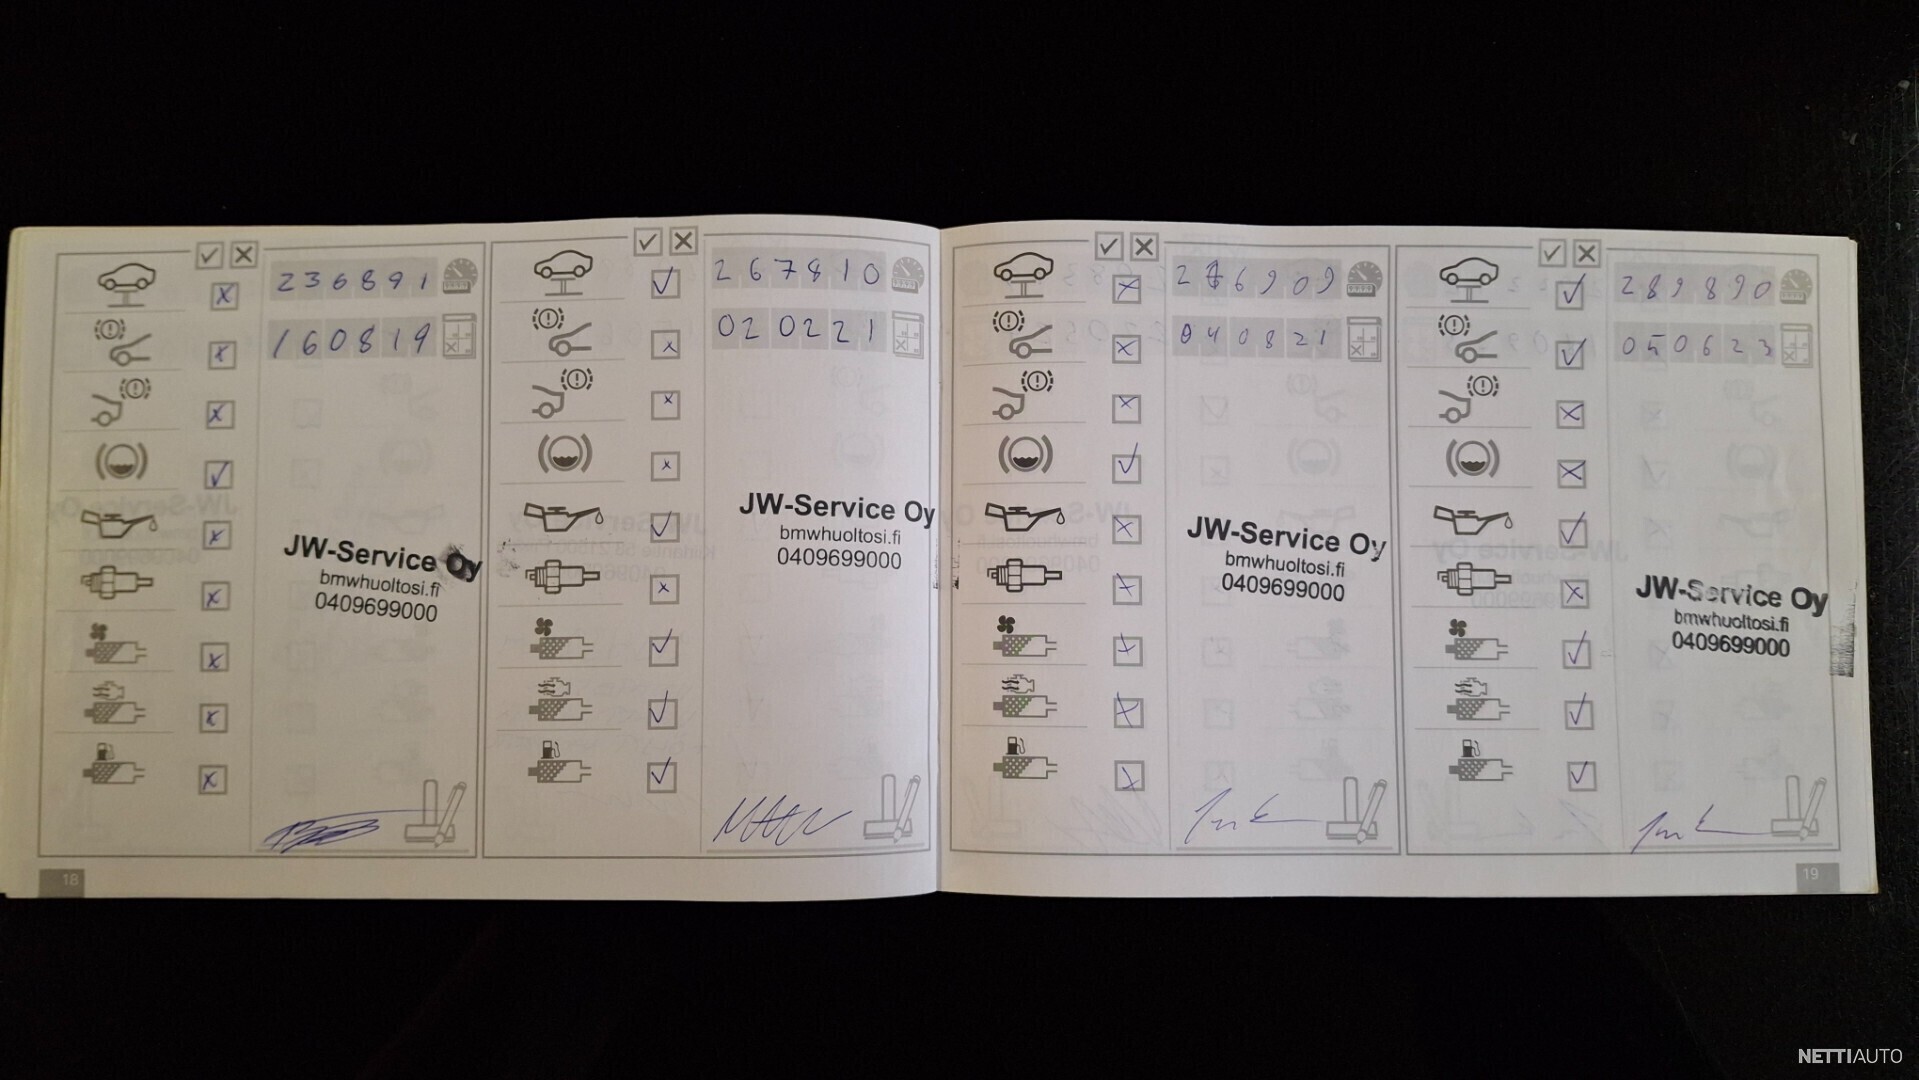 236891
160819
JW-Service Oy
bmwhuoltosi.fi
0409699000
18
267810
020221
JW-Service Oy
bmwhuoltosi.fi
0409699000
276909
040821
JW-Service Oy
bmwhuoltosi.fi
0409699000
289890
050623
JW-Service Oy
bmwhuoltosi.fi
0409699000
19
NETTIAUTO